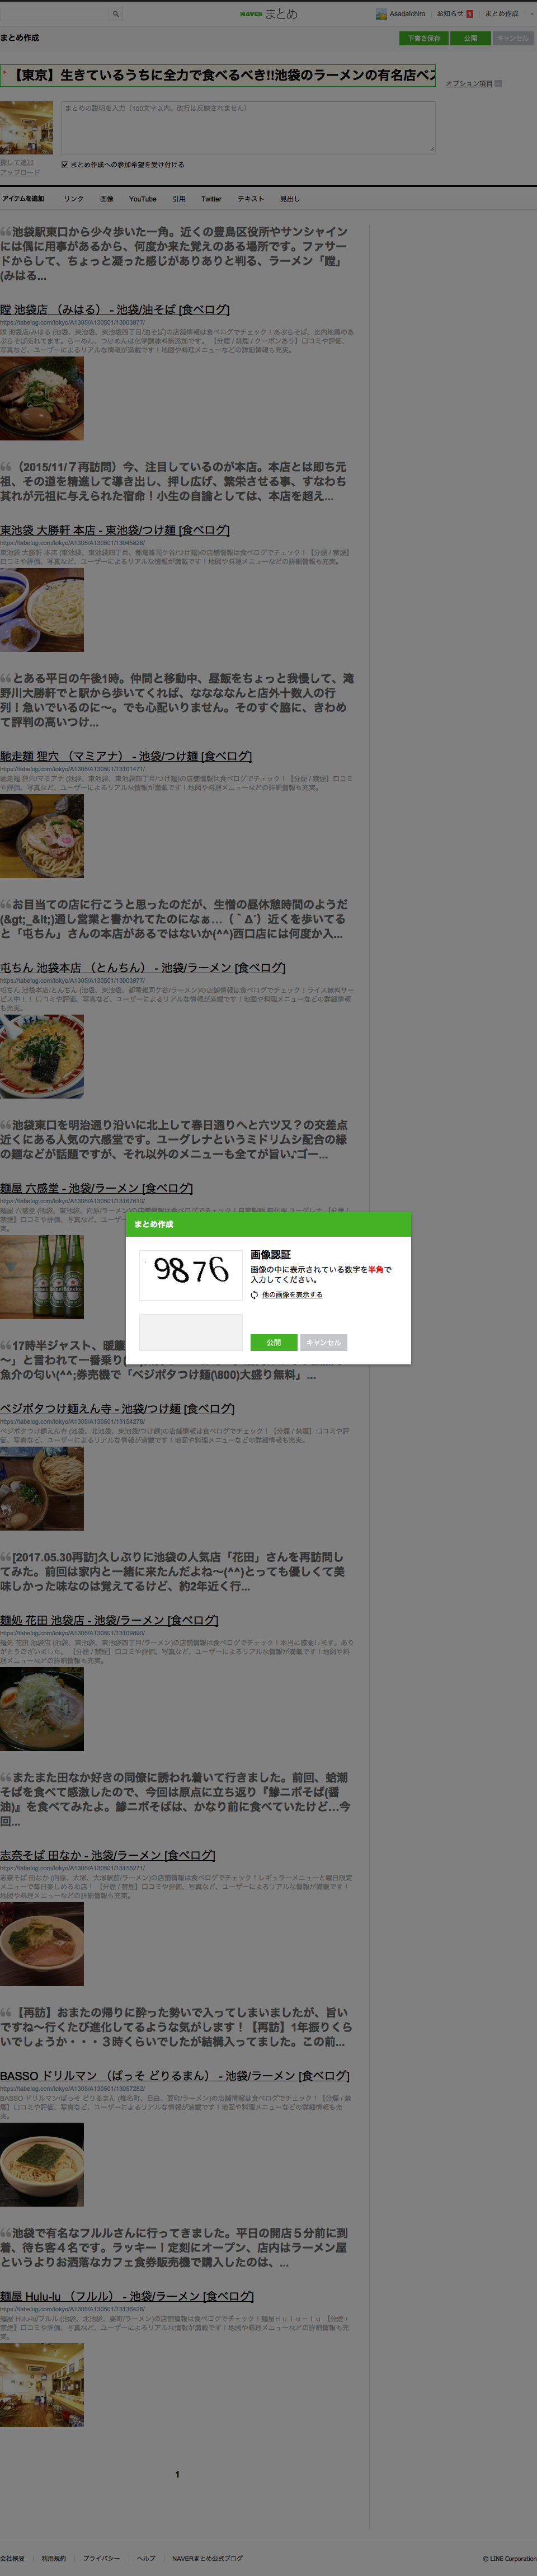 NAVER まとめ
AsadaIchiro
お知らせ
1
まとめ作成
まとめ作成
下書き保存
公開
キャンセル
【東京】生きているうちに全力で食べるべき!!池袋のラーメンの有名店ベス
オプション項目
まとめの説明を入力（150文字以内。改行は反映されません）
探して追加
アップロード
まとめ作成への参加希望を受け付ける
アイテムを追加 リンク 画像 YouTube 引用 Twitter テキスト 見出し
池袋駅東口から少々歩いた一角。近くの豊島区役所やサンシャイン
には偶に用事があるから、何度か来た覚えのある場所です。ファサー
ドからして、ちょっと凝った感じがありありと判る、ラーメン「瞠」
(みはる...
瞠 池袋店 （みはる） - 池袋/油そば [食べログ]
https://tabelog.com/tokyo/A1305/A130501/13003877/
瞠 池袋店/みはる (池袋、東池袋、東池袋四丁目/油そば)の店舗情報は食べログでチェック！あぶらそば、比内地鶏のあ
ぶらそば売れてます。らーめん、つけめんは化学調味料無添加です。 【分煙 / 禁煙 / クーポンあり】口コミや評価、
写真など、ユーザーによるリアルな情報が満載です！地図や料理メニューなどの詳細情報も充実。
（2015/11/７再訪問）今、注目しているのが本店。本店とは即ち元
祖、その道を精進して導き出し、押し広げ、繁栄させる事、すなわち
其れが元祖に与えられた宿命！小生の自論としては、本店を超え...
東池袋 大勝軒 本店 - 東池袋/つけ麺 [食べログ]
東池袋 大勝軒 本店 (東池袋、東池袋四丁目、都電雑司ケ谷/つけ麺)の店舗情報は食べログでチェック！【分煙 / 禁煙】
口コミや評価、写真など、ユーザーによるリアルな情報が満載です！地図や料理メニューなどの詳細情報も充実。
とある平日の午後1時。仲間と移動中、昼飯をちょっと我慢して、滝
野川大勝軒でと駅から歩いてくれば、ななななんと店外十数人の行
列！急いでいるのに〜。でも心配いりません。そのすぐ脇に、きわめ
て評判の高いつけ...
馳走麺 狸穴 （マミアナ） - 池袋/つけ麺 [食べログ]
https://tabelog.com/tokyo/A1305/A130501/13101471/
馳走麺 狸穴/マミアナ (池袋、東池袋、東池袋四丁目/つけ麺)の店舗情報は食べログでチェック！【分煙 / 禁煙】口コミ
や評価、写真など、ユーザーによるリアルな情報が満載です！地図や料理メニューなどの詳細情報も充実。
お目当ての店に行こうと思ったのだが、生憎の昼休憩時間のようだ
(&gt;_&lt;)通し営業と書かれてたのになぁ…（｀Δ´）近くを歩いてる
と「屯ちん」さんの本店があるではないか(^^)西口店には何度か入...
屯ちん 池袋本店 （とんちん） - 池袋/ラーメン [食べログ]
https://tabelog.com/tokyo/A1305/A130501/13003977/
屯ちん 池袋本店/とんちん (池袋、東池袋、都電雑司ケ谷/ラーメン)の店舗情報は食べログでチェック！ライス無料サー
ビス中！！ 口コミや評価、写真など、ユーザーによるリアルな情報が満載です！地図や料理メニューなどの詳細情報
も充実。
池袋東口を明治通り沿いに北上して春日通りへと六ツ又？の交差点
近くにある人気の六感堂です。ユーグレナというミドリムシ配合の緑
の麺などが話題ですが、それ以外のメニューも全てが旨い♪ゴー...
麺屋 六感堂 - 池袋/ラーメン [食べログ]
https://tabelog.com/tokyo/A1305/A130501/13167610/
まとめ作成
9876
画像認証
画像の中に表示されている数字を半角で
入力してください。
他の画像を表示する
公開
キャンセル
17時半ジャスト、暖簾
〜」と言われて一番乗り(
魚介の匂い(^^;券売機で「ベジポタつけ麺(\800)大盛り無料」...
ベジポタつけ麺えん寺 - 池袋/つけ麺 [食べログ]
https://tabelog.com/tokyo/A1305/A130501/13154278/
ベジポタつけ麺えん寺 (池袋、北池袋、東池袋/つけ麺)の店舗情報は食べログでチェック！【分煙 / 禁煙】口コミや評
価、写真など、ユーザーによるリアルな情報が満載です！地図や料理メニューなどの詳細情報も充実。
[2017.05.30再訪]久しぶりに池袋の人気店「花田」さんを再訪問し
てみた。前回は家内と一緒に来たんだよね〜(^^)とっても優しくて美
味しかった味なのは覚えてるけど、約2年近く行...
麺処 花田 池袋店 - 池袋/ラーメン [食べログ]
麺処 花田 池袋店 (池袋、東池袋、東池袋四丁目/ラーメン)の店舗情報は食べログでチェック！本当に感謝します。あり
がとうございました。 【分煙 / 禁煙】口コミや評価、写真など、ユーザーによるリアルな情報が満載です！地図や料
理メニューなどの詳細情報も充実。
またまた田なか好きの同僚に誘われ着いて行きました。前回、蛤潮
そばを食べて感激したので、今回は原点に立ち返り『鯵ニボそば(醤
油)』を食べてみたよ。鯵ニボそばは、かなり前に食べていたけど…今
回...
志奈そば 田なか - 池袋/ラーメン [食べログ]
https://tabelog.com/tokyo/A1305/A130501/13155271/
志奈そば 田なか (向原、大塚、大塚駅前/ラーメン)の店舗情報は食べログでチェック！レギュラーメニューと曜日限定
メニューで毎日楽しめるお店！ 【分煙 / 禁煙】口コミや評価、写真など、ユーザーによるリアルな情報が満載です！
地図や料理メニューなどの詳細情報も充実。
【再訪】おまたの帰りに酔った勢いで入ってしまいましたが、旨い
ですね〜行くたび進化してるような気がします！【再訪】1年振りくら
いでしょうか・・・３時くらいでしたが結構入ってました。この前...
BASSO ドリルマン （ばっそ どりるまん） - 池袋/ラーメン [食べログ]
https://tabelog.com/tokyo/A1305/A130501/13057282/
BASSO ドリルマン/ばっそ どりるまん (椎名町、目白、要町/ラーメン)の店舗情報は食べログでチェック！【分煙 / 禁
煙】口コミや評価、写真など、ユーザーによるリアルな情報が満載です！地図や料理メニューなどの詳細情報も充
実。
池袋で有名なフルルさんに行ってきました。平日の開店５分前に到
着、待ち客４名です。ラッキー！定刻にオープン、店内はラーメン屋
というよりお洒落なカフェ食券販売機で購入したのは、...
麺屋 Hulu-lu （フルル） - 池袋/ラーメン [食べログ]
麺屋 Hulu-lu/フルル (池袋、北池袋、要町/ラーメン)の店舗情報は食べログでチェック！麺屋Ｈｕｌｕ－ｌｕ 【分煙 /
禁煙】口コミや評価、写真など、ユーザーによるリアルな情報が満載です！地図や料理メニューなどの詳細情報も充
実。
1
会社概要 利用規約 プライバシー ヘルプ NAVERまとめ公式ブログ
© LINE Corporation